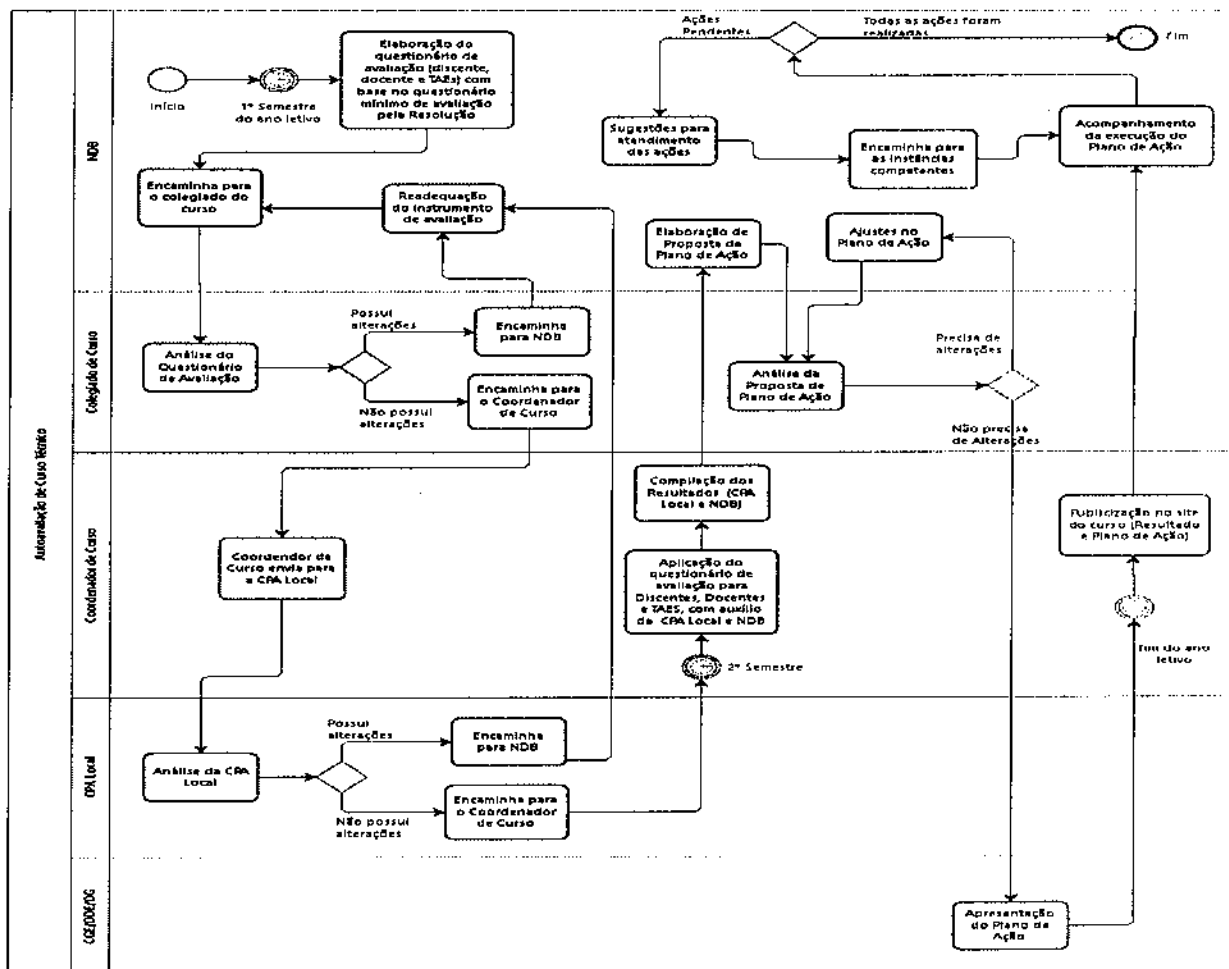 Autoavaliação de Curso Técnico
NDB
Início
1º Semestre
do ano letivo
Elaboração do
questionário de
avaliação (discente,
docente e TAEs) com
base no questionário
mínimo de avaliação
pela Resolução
Encaminha para
o colegiado do
curso
Readequação
do instrumento
de avaliação
Ações
Pendentes
Todas as ações foram
realizadas
Fim
Sugestões para
atendimento
das ações
Encaminha para
as instâncias
competentes
Acompanhamento
da execução do
Plano de Ação
Elaboração de
Proposta de
Plano de Ação
Ajustes no
Plano de Ação
Colegiado de Curso
Análise do
Questionário
de Avaliação
Possui
alterações
Encaminha
para NDB
Não possui
alterações
Encaminha para
o Coordenador
de Curso
Análise da
Proposta de
Plano de Ação
Precisa de
alterações
Não precisa
de Alterações
Coordenador de Curso
Coordendor de
Curso envia para
a CPA Local
Compilação dos
Resultados (CPA
Local e NDB)
Aplicação do
questionário de
avaliação para
Discentes, Docentes
e TAES, com auxílio
da CPA Local e NDB
2º Semestre
Publicização no site
do curso (Resultado
e Plano de Ação)
fim do ano
letivo
CPA Local
Análise da CPA
Local
Possui
alterações
Encaminha
para NDB
Não possui
alterações
Encaminha para
o Coordenador
de Curso
CGE/DDE/DG
Apresentação
do Plano de
Ação